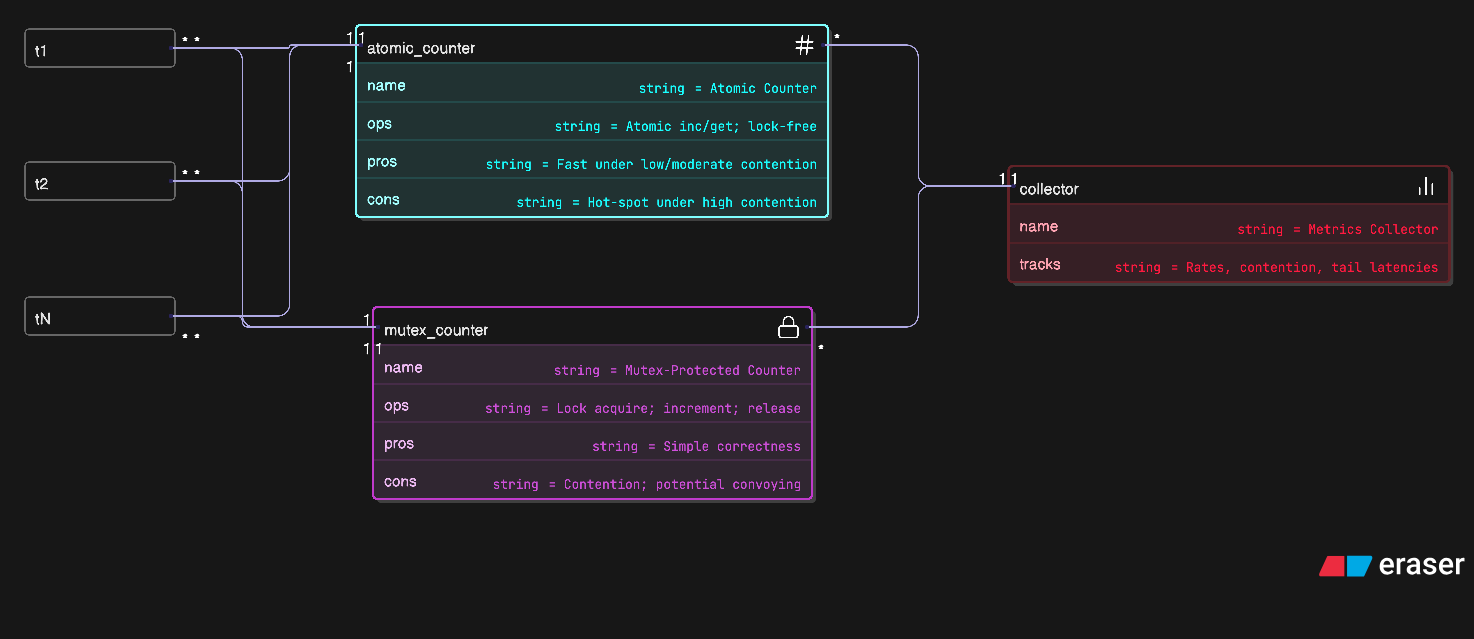 t1
* *
t2
* *
tN
* *
1 1
1
atomic_counter
*
name string = Atomic Counter
ops string = Atomic inc/get; lock-free
pros string = Fast under low/moderate contention
cons string = Hot-spot under high contention
1
1 1
mutex_counter
*
name string = Mutex-Protected Counter
ops string = Lock acquire; increment; release
pros string = Simple correctness
cons string = Contention; potential convoying
1 1
collector
name string = Metrics Collector
tracks string = Rates, contention, tail latencies
eraser